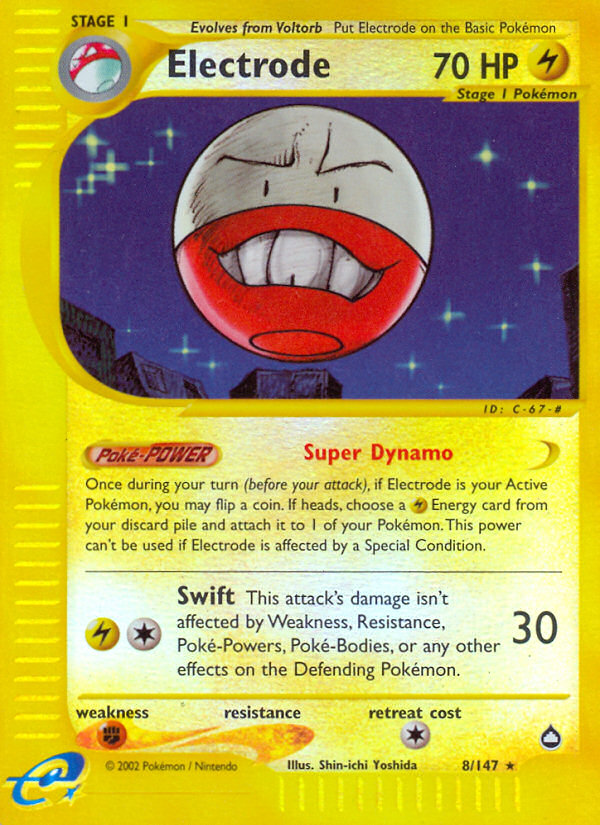 STAGE 1
Evolves from Voltorb Put Electrode on the Basic Pokémon
Electrode 70 HP
Stage 1 Pokémon
ID: C-67-#
Poké-POWER Super Dynamo
Once during your turn (before your attack), if Electrode is your Active
Pokémon, you may flip a coin. If heads, choose a Energy card from
your discard pile and attach it to 1 of your Pokémon. This power
can't be used if Electrode is affected by a Special Condition.
Swift This attack's damage isn't
affected by Weakness, Resistance,
Poké-Powers, Poké-Bodies, or any other
effects on the Defending Pokémon.
30
weakness resistance retreat cost
© 2002 Pokémon / Nintendo Illus. Shin-ichi Yoshida 8/147 ★
e